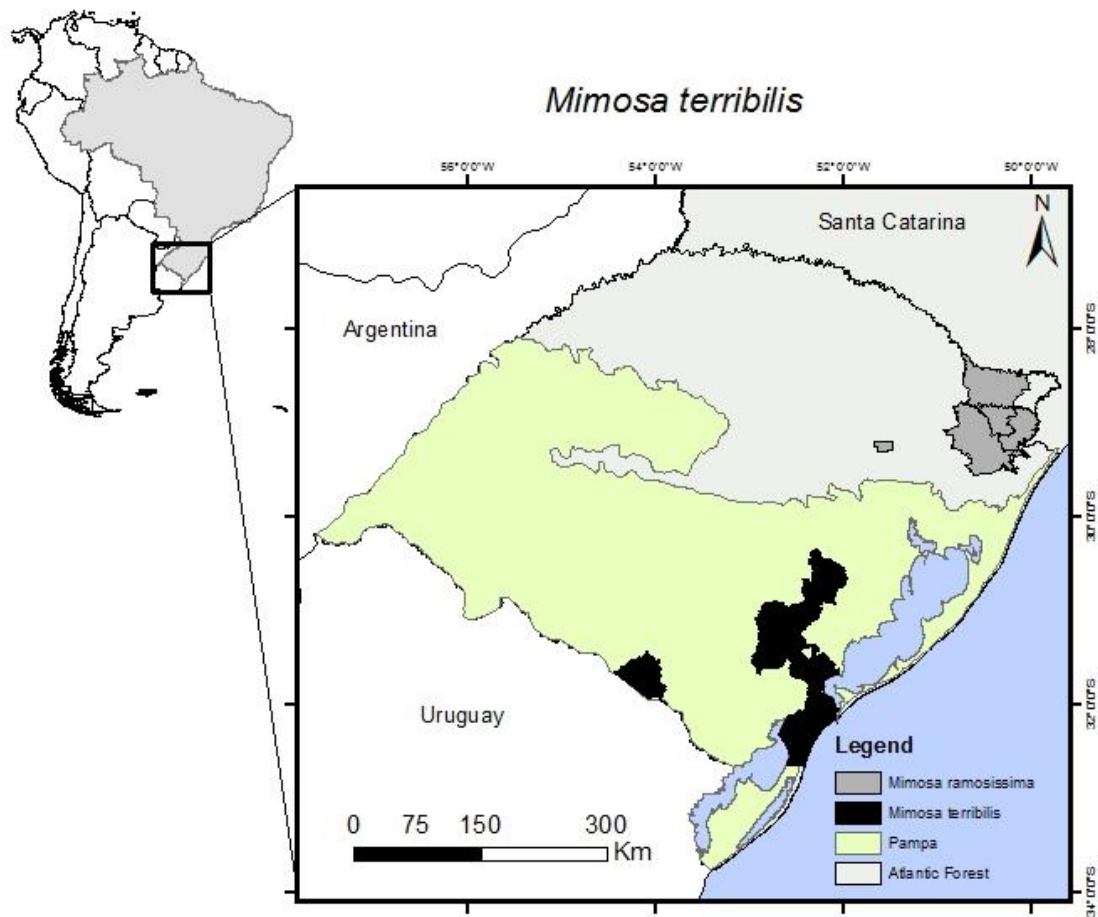 Mimosa terribilis
56°0'0"W 54°0'0"W 52°0'0"W 50°0'0"W
N
Santa Catarina
Argentina
28°0'0"S
30°0'0"S
32°0'0"S
34°0'0"S
Uruguay
Legend
Mimosa ramosissima
Mimosa terribilis
Pampa
Atlantic Forest
0 75 150 300
Km